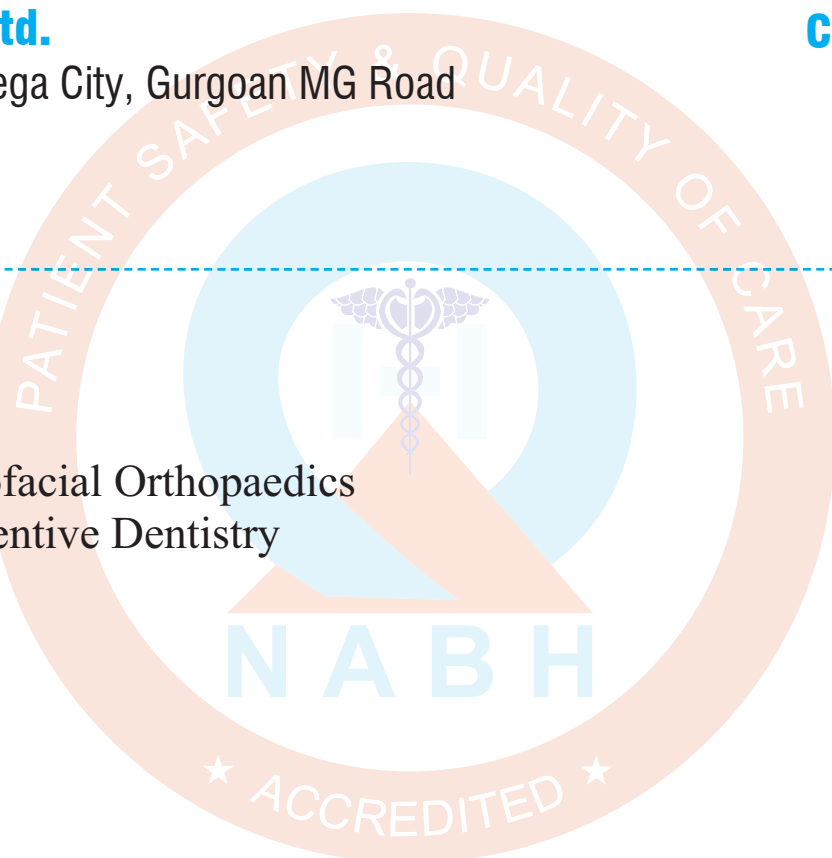 td.
C
ega City, Gurgoan MG Road
PATIENT SAFETY & QUALITY OF CARE
ofacial Orthopaedics
entive Dentistry
NABH
★ ACCREDITED ★